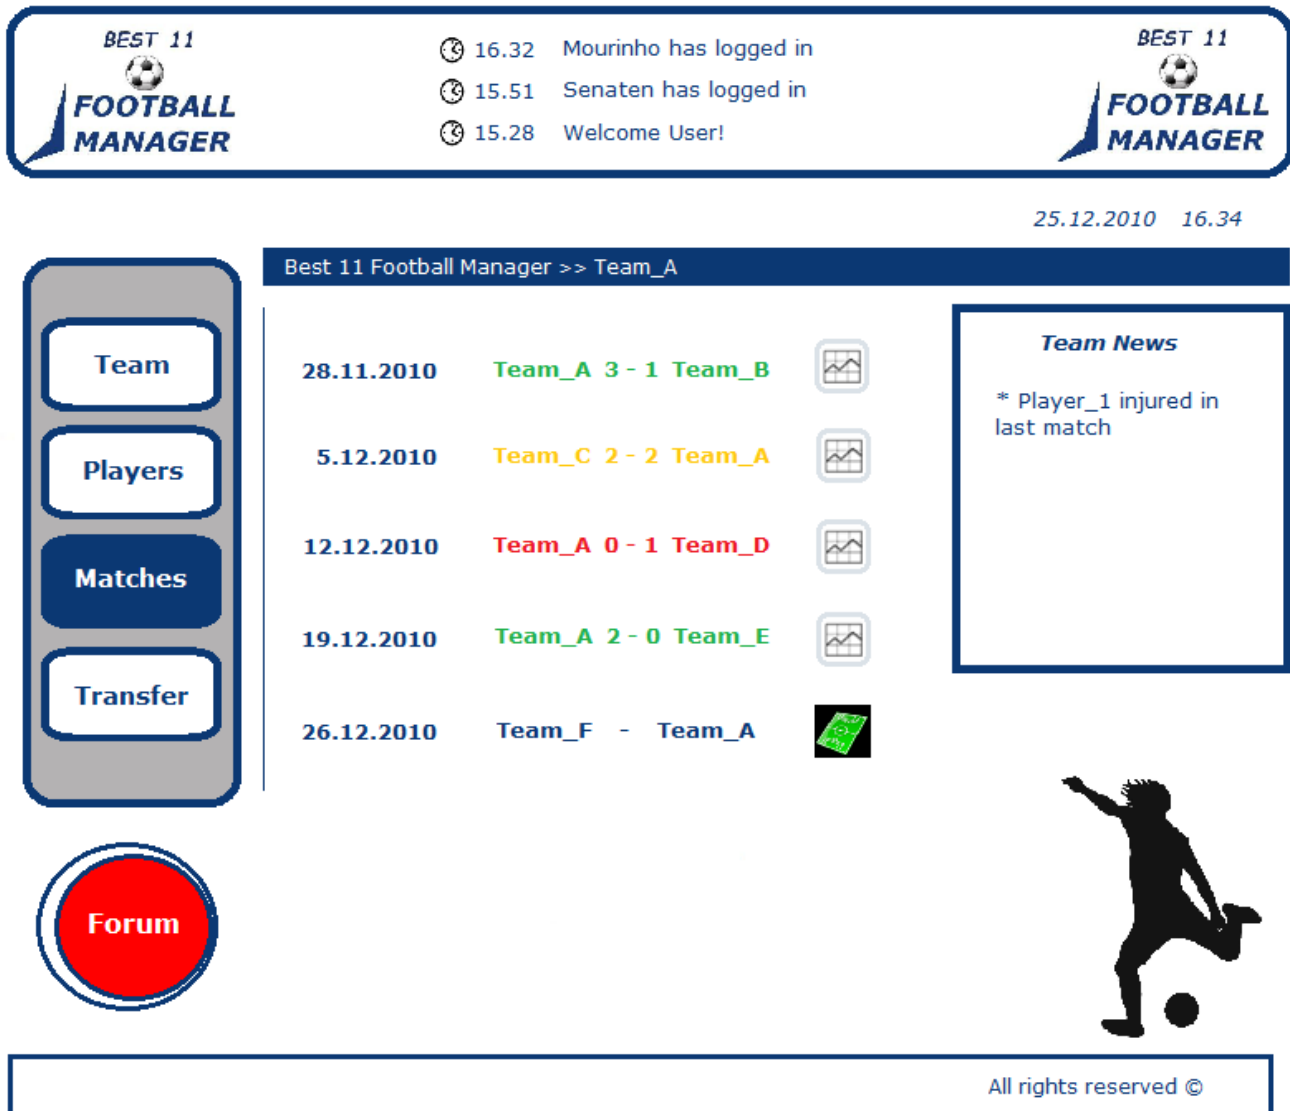 BEST 11
FOOTBALL
MANAGER
16.32 Mourinho has logged in
15.51 Senaten has logged in
15.28 Welcome User!
BEST 11
FOOTBALL
MANAGER
25.12.2010 16.34
Best 11 Football Manager >> Team_A
Team
Players
Matches
Transfer
Forum
28.11.2010 Team_A 3 - 1 Team_B
5.12.2010 Team_C 2 - 2 Team_A
12.12.2010 Team_A 0 - 1 Team_D
19.12.2010 Team_A 2 - 0 Team_E
26.12.2010 Team_F - Team_A
Team News
* Player_1 injured in
last match
All rights reserved ©